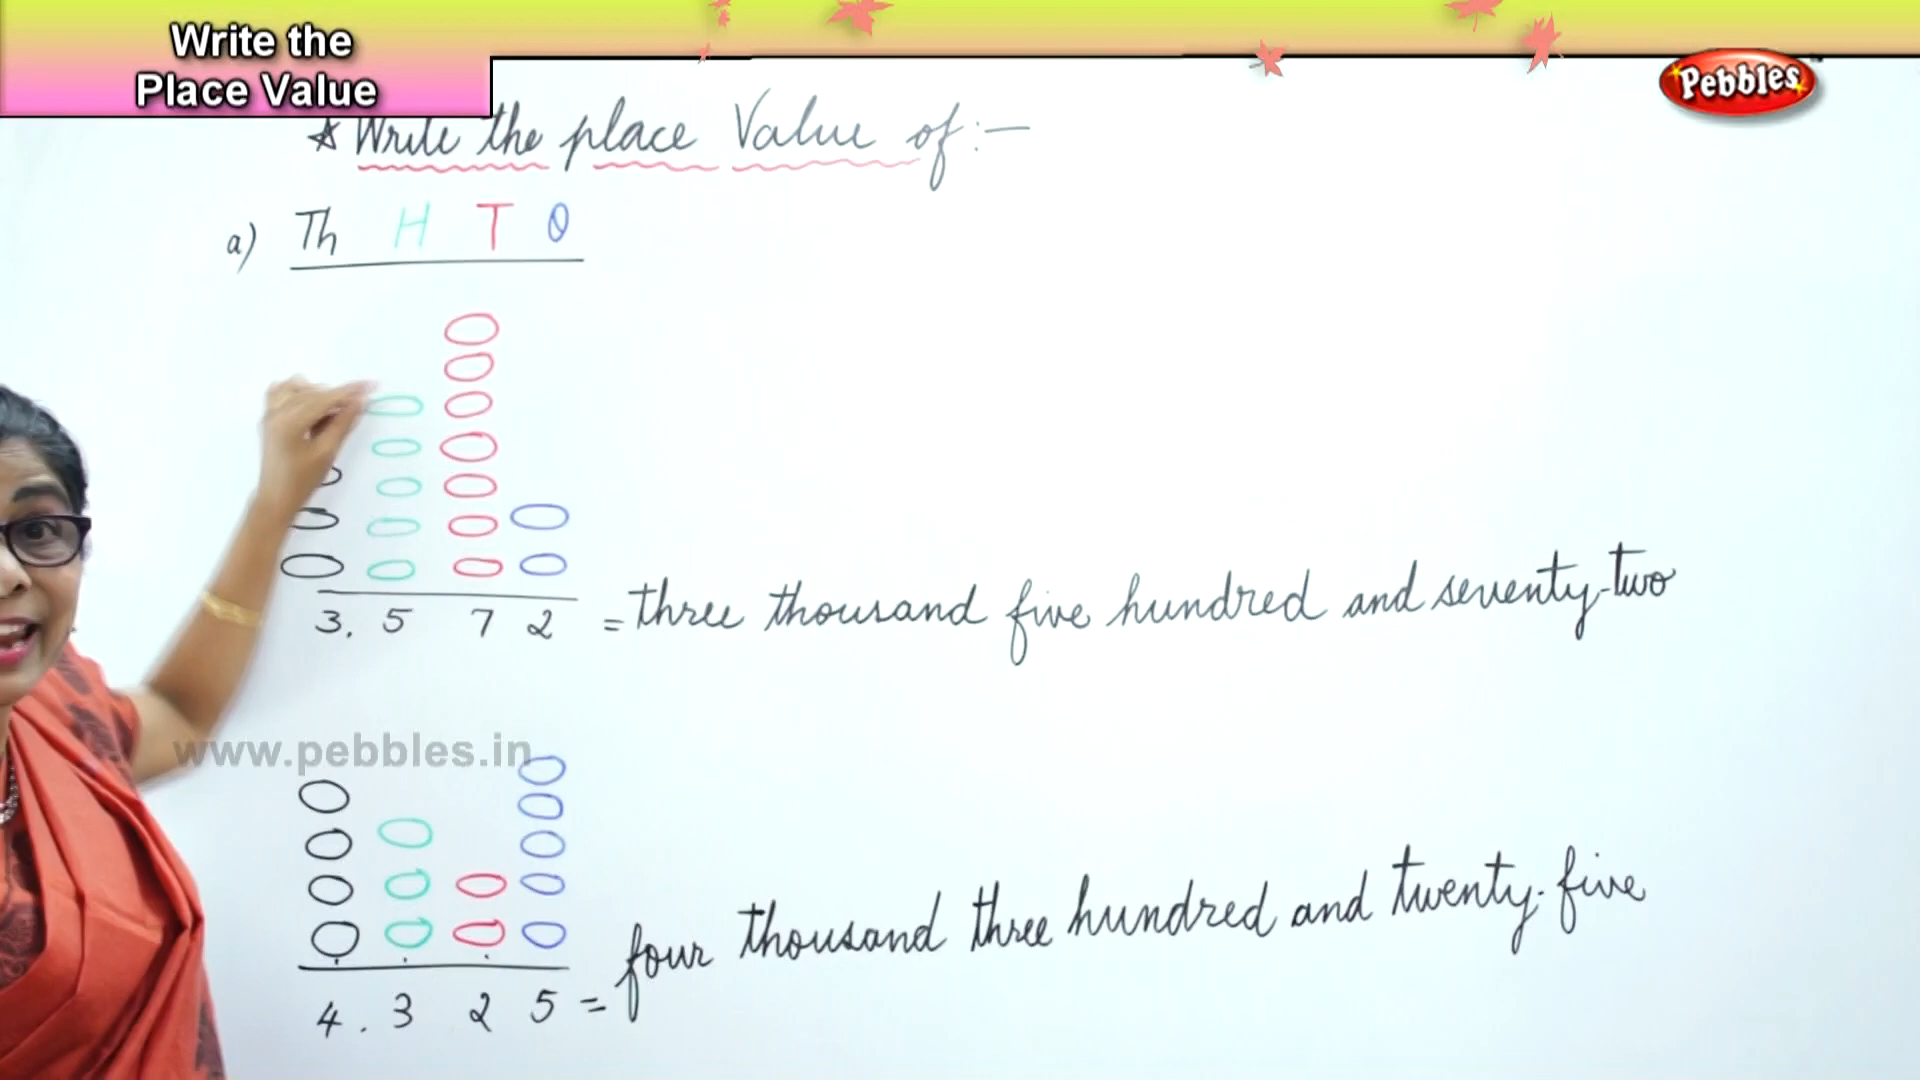 Write the
Place Value
Pebbles
★ Write the place Value of:—
a) Th H T O
3. 5 7 2 = three thousand five hundred and seventy-two
www.pebbles.in
4. 3 2 5 = four thousand three hundred and twenty-five